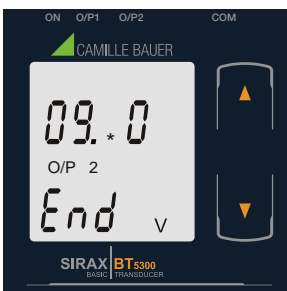 ON O/P1 O/P2 COM
CAMILLE BAUER
09.*0
O/P 2
End V
SIRAX BT5300
BASIC TRANSDUCER